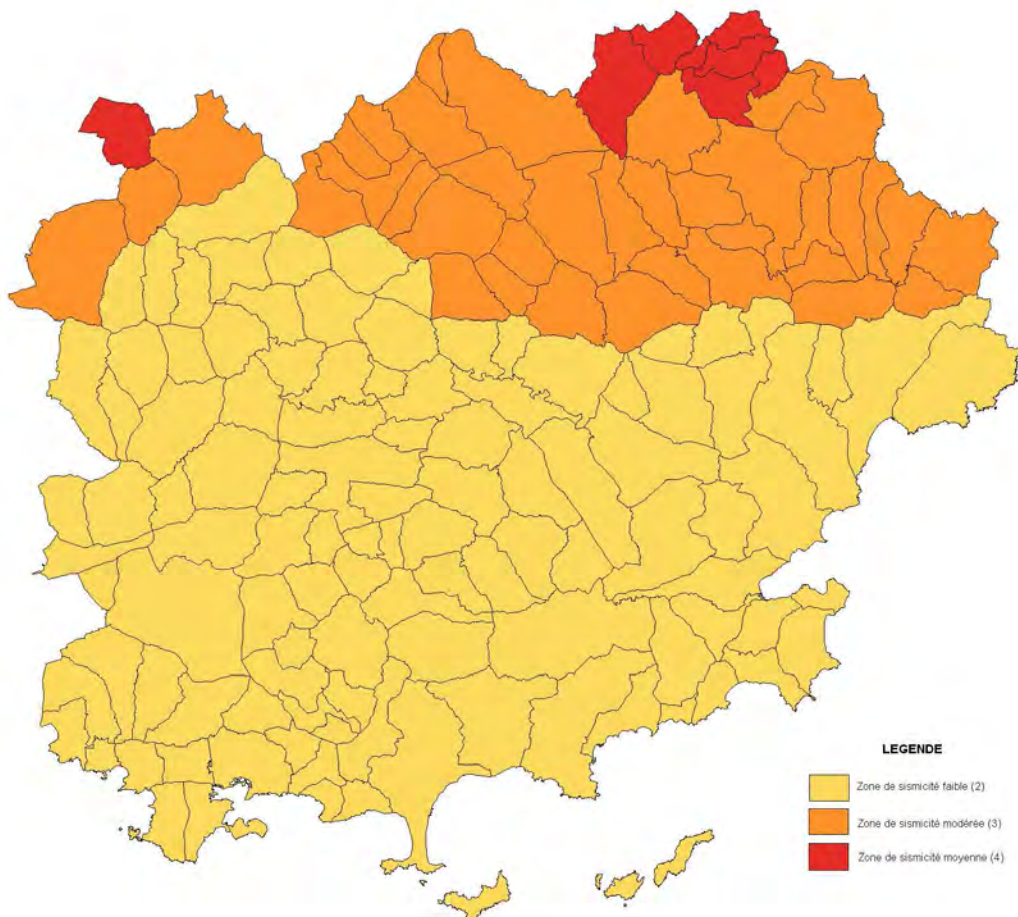 LEGENDE
Zone de sismicité faible (2)
Zone de sismicité modérée (3)
Zone de sismicité moyenne (4)